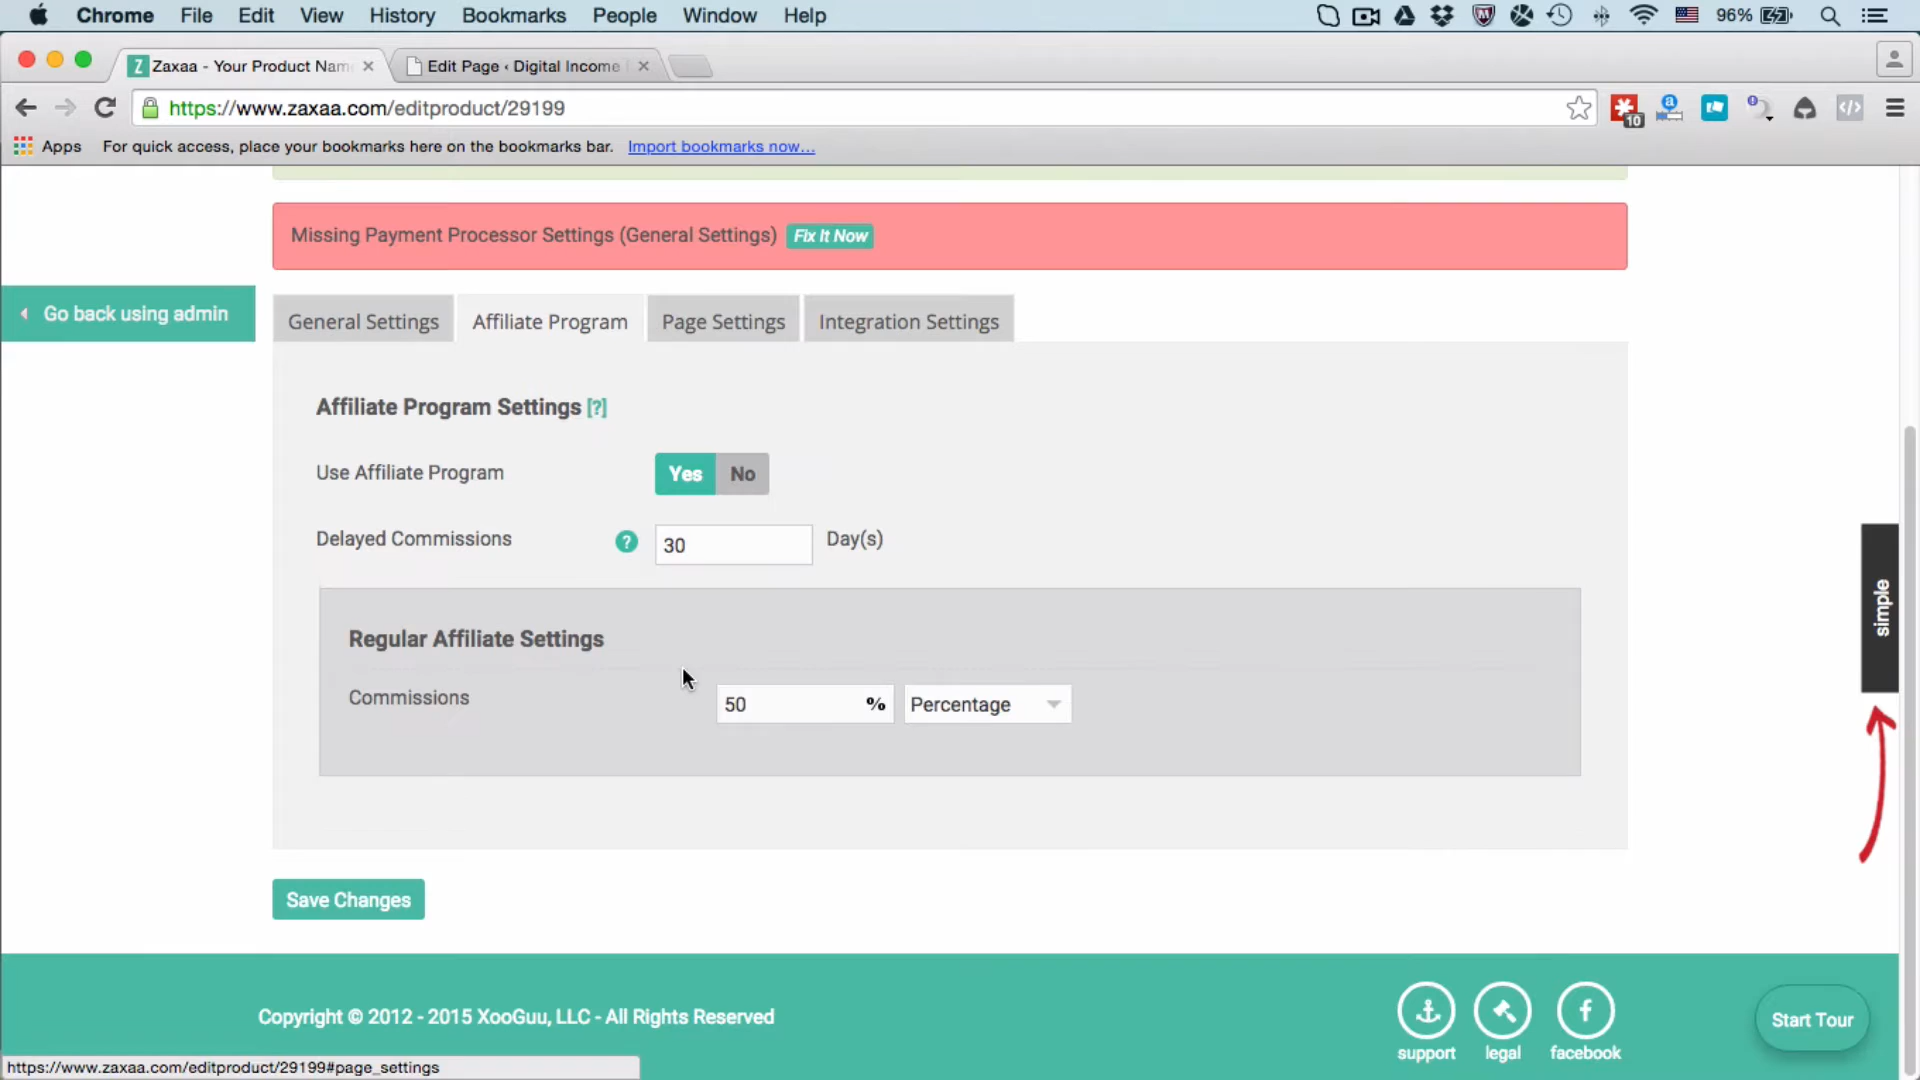 Chrome File Edit View History Bookmarks People Window Help 96%
Zaxaa - Your Product Nam
Edit Page ‹ Digital Income
https://www.zaxaa.com/editproduct/29199
10
Apps For quick access, place your bookmarks here on the bookmarks bar. Import bookmarks now...
Missing Payment Processor Settings (General Settings) Fix It Now
Go back using admin
General Settings Affiliate Program Page Settings Integration Settings
Affiliate Program Settings [?]
Use Affiliate Program Yes No
Delayed Commissions ? 30 Day(s)
simple
Regular Affiliate Settings
Commissions 50 % Percentage
Save Changes
Copyright © 2012 - 2015 XooGuu, LLC - All Rights Reserved
support legal facebook
Start Tour
https://www.zaxaa.com/editproduct/29199#page_settings